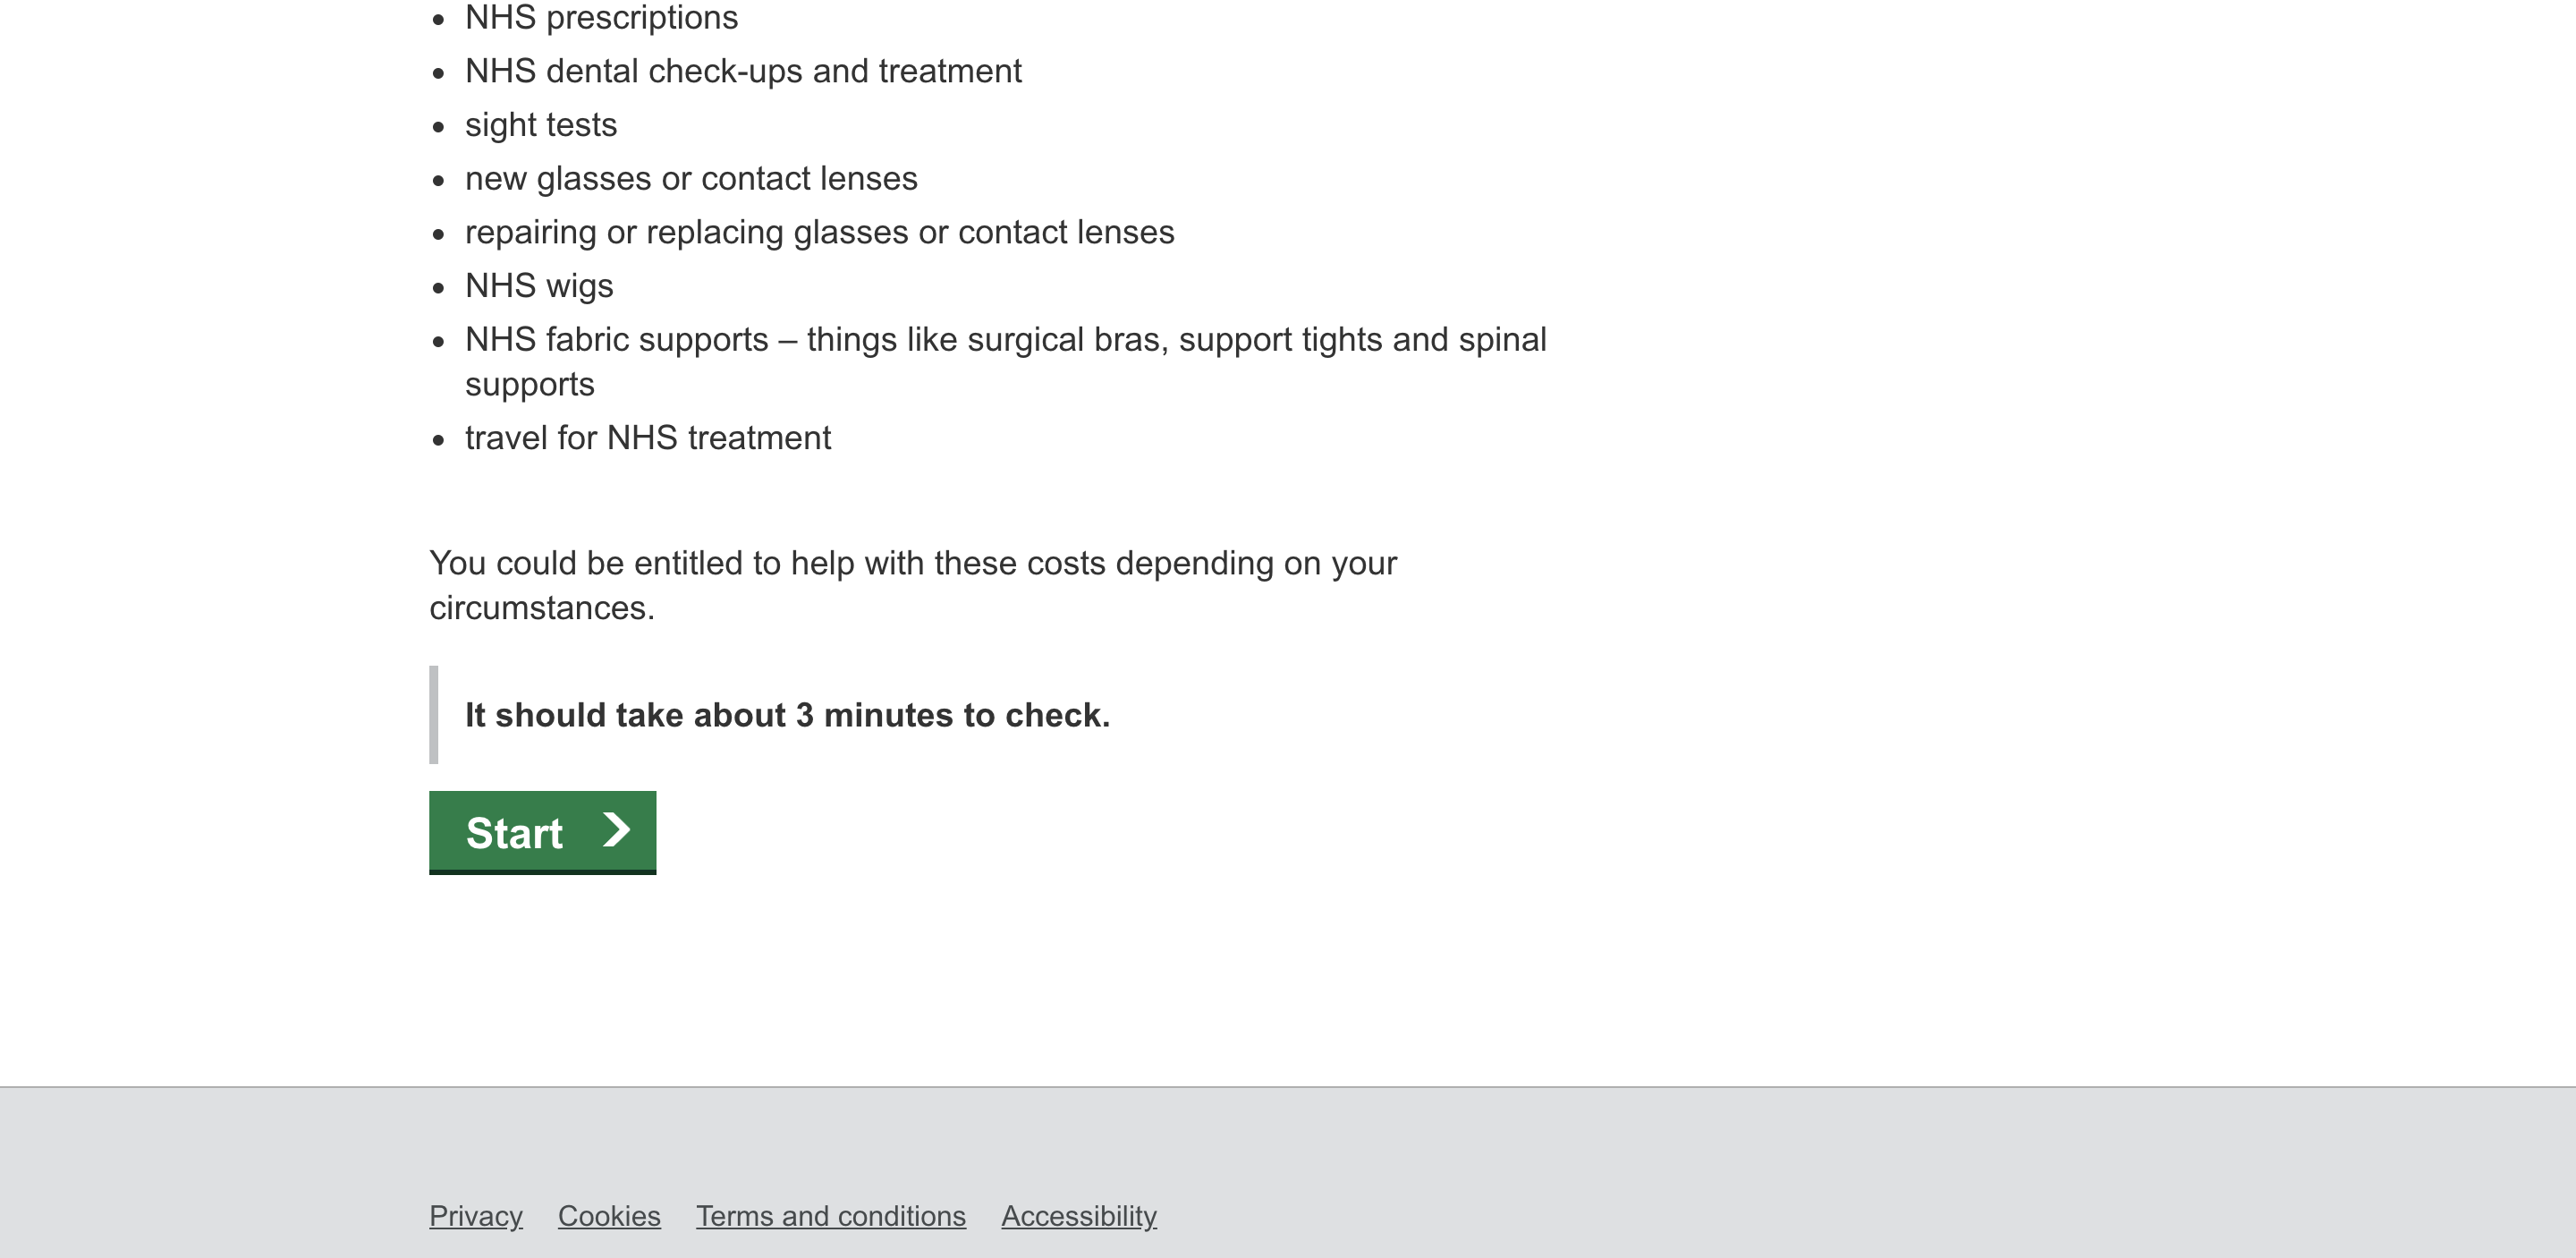 NHS prescriptions
NHS dental check-ups and treatment
sight tests
new glasses or contact lenses
repairing or replacing glasses or contact lenses
NHS wigs
NHS fabric supports – things like surgical bras, support tights and spinal
supports
travel for NHS treatment
You could be entitled to help with these costs depending on your
circumstances.
It should take about 3 minutes to check.
Start
Privacy Cookies Terms and conditions Accessibility